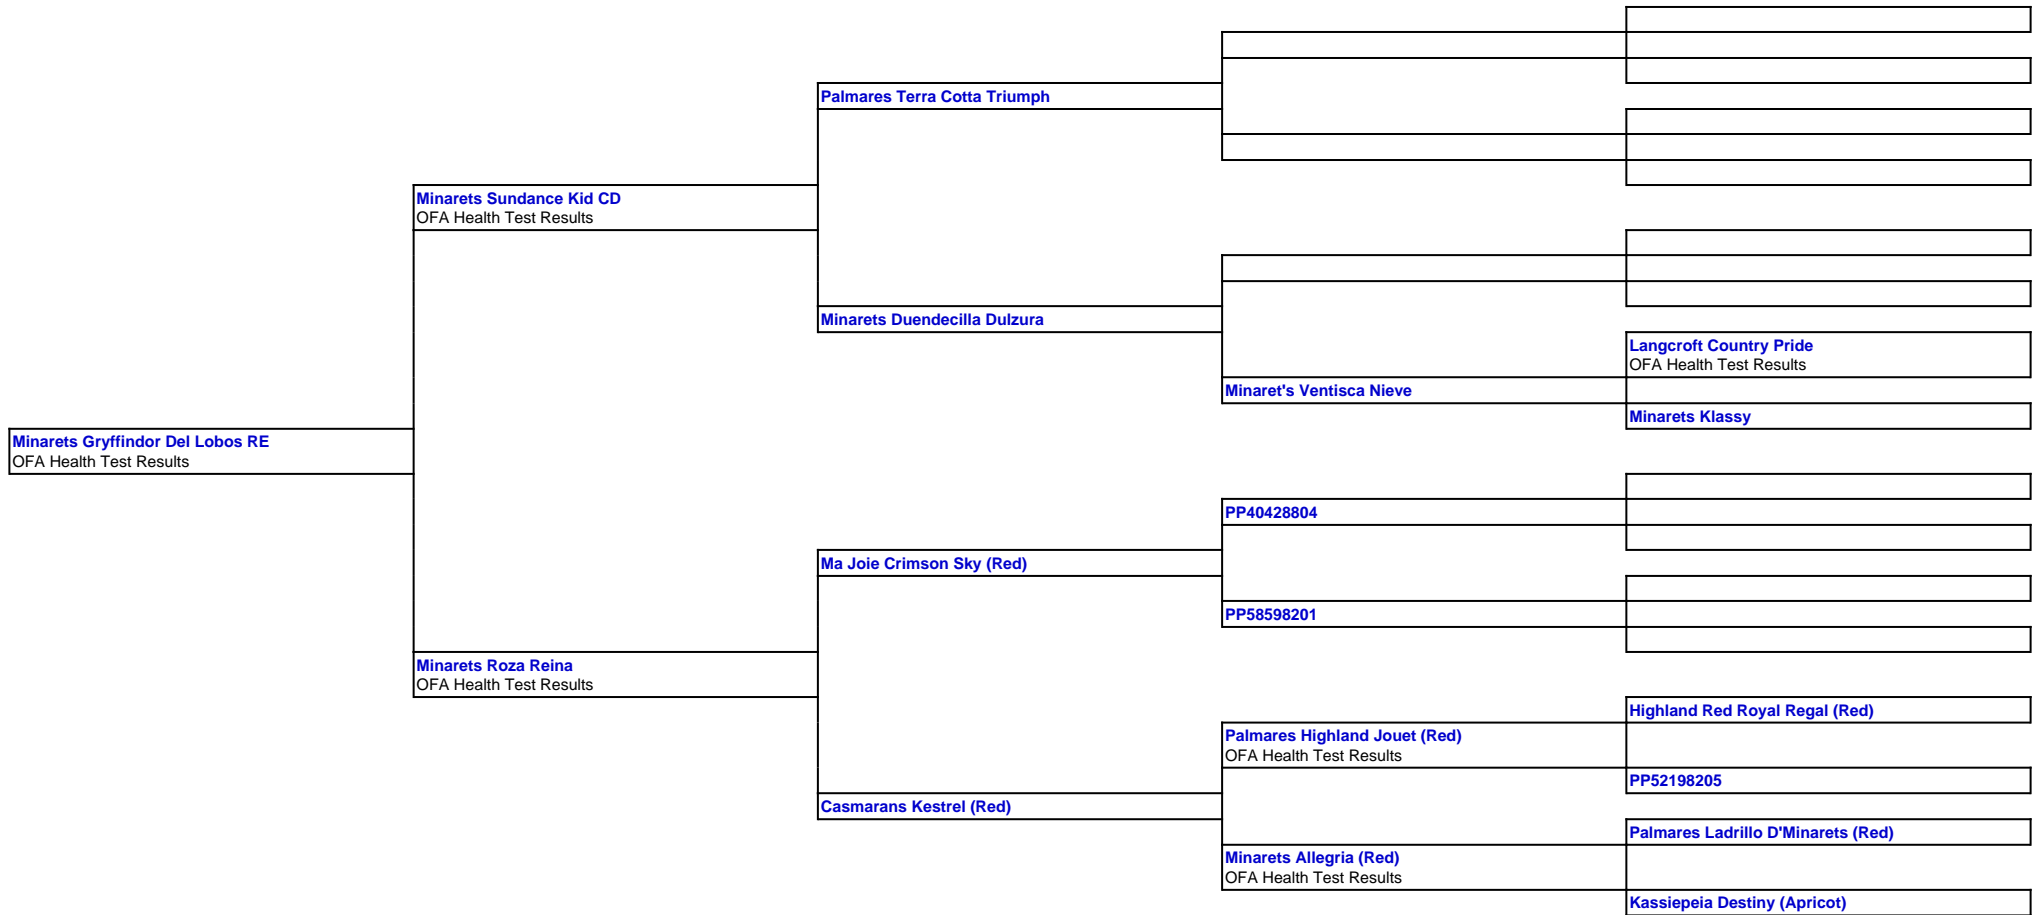 Palmares Terra Cotta Triumph
Minarets Sundance Kid CD
OFA Health Test Results
Minarets Duendecilla Dulzura
Langcroft Country Pride
OFA Health Test Results
Minaret's Ventisca Nieve
Minarets Klassy
Minarets Gryffindor Del Lobos RE
OFA Health Test Results
PP40428804
Ma Joie Crimson Sky (Red)
PP58598201
Minarets Roza Reina
OFA Health Test Results
Highland Red Royal Regal (Red)
Palmares Highland Jouet (Red)
OFA Health Test Results
PP52198205
Casmarans Kestrel (Red)
Palmares Ladrillo D'Minarets (Red)
Minarets Allegria (Red)
OFA Health Test Results
Kassiepeia Destiny (Apricot)